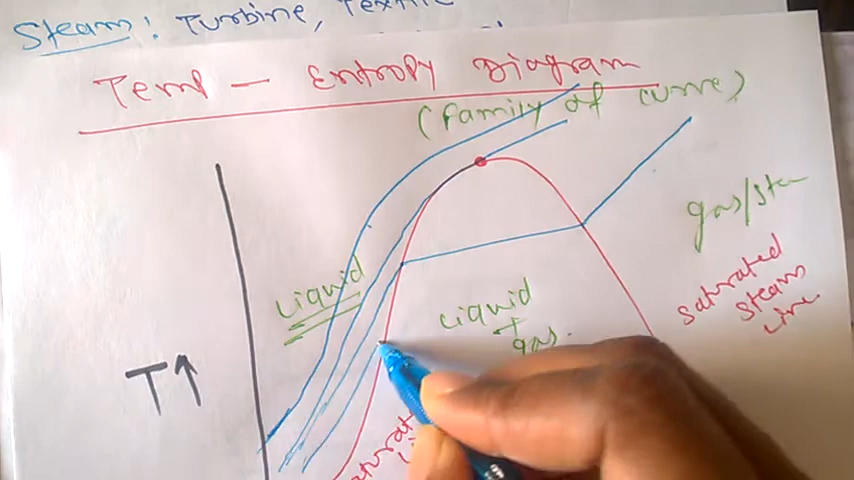 Steam: Turbine, Textile
Temp - Entropy Diagram
(family of curve)
gas/ste
Liquid
saturated
steam
line
Liquid
+
gas.
T↑